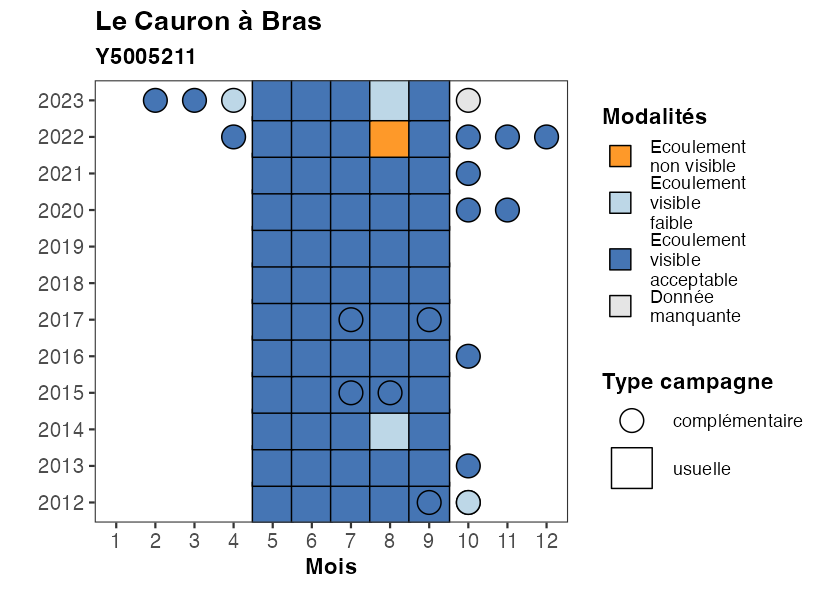 Le Cauron à Bras
Y5005211
2023
2022
2021
2020
2019
2018
2017
2016
2015
2014
2013
2012
1 2 3 4 5 6 7 8 9 10 11 12
Mois
Modalités
Ecoulement
non visible
Ecoulement
visible
faible
Ecoulement
visible
acceptable
Donnée
manquante
Type campagne
complémentaire
usuelle